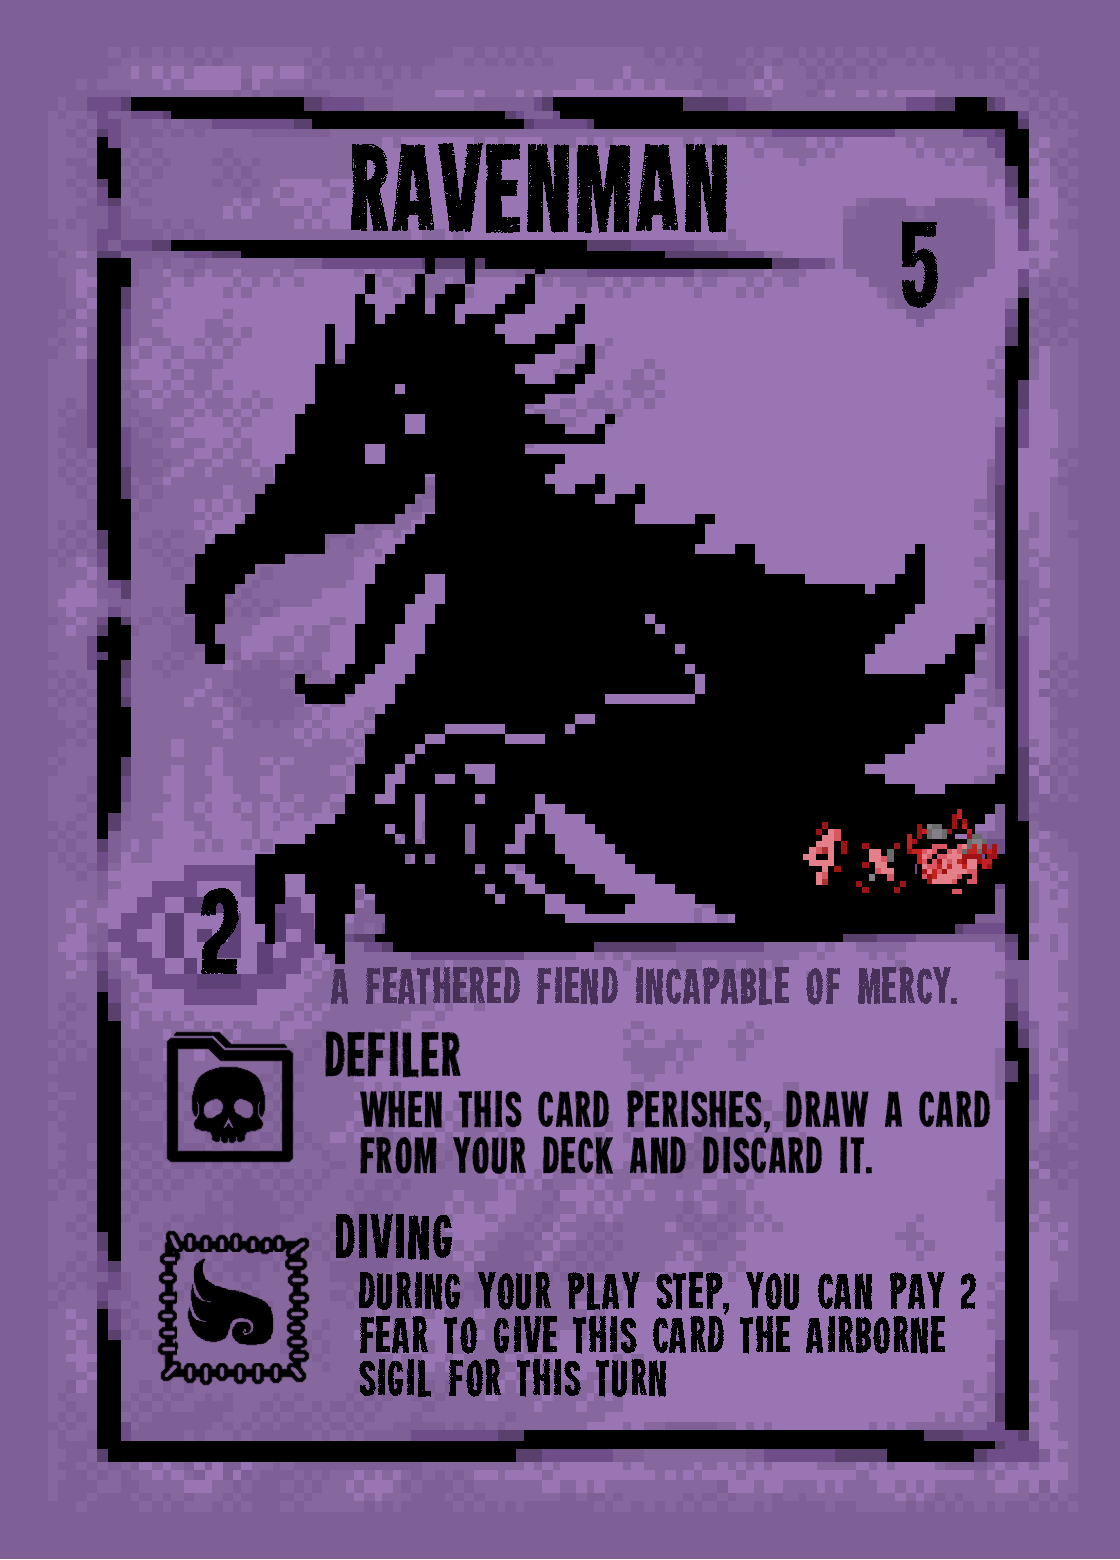 RAVENMAN
5
4 x
2
A FEATHERED FIEND INCAPABLE OF MERCY.
DEFILER
WHEN THIS CARD PERISHES, DRAW A CARD
FROM YOUR DECK AND DISCARD IT.
DIVING
DURING YOUR PLAY STEP, YOU CAN PAY 2
FEAR TO GIVE THIS CARD THE AIRBORNE
SIGIL FOR THIS TURN